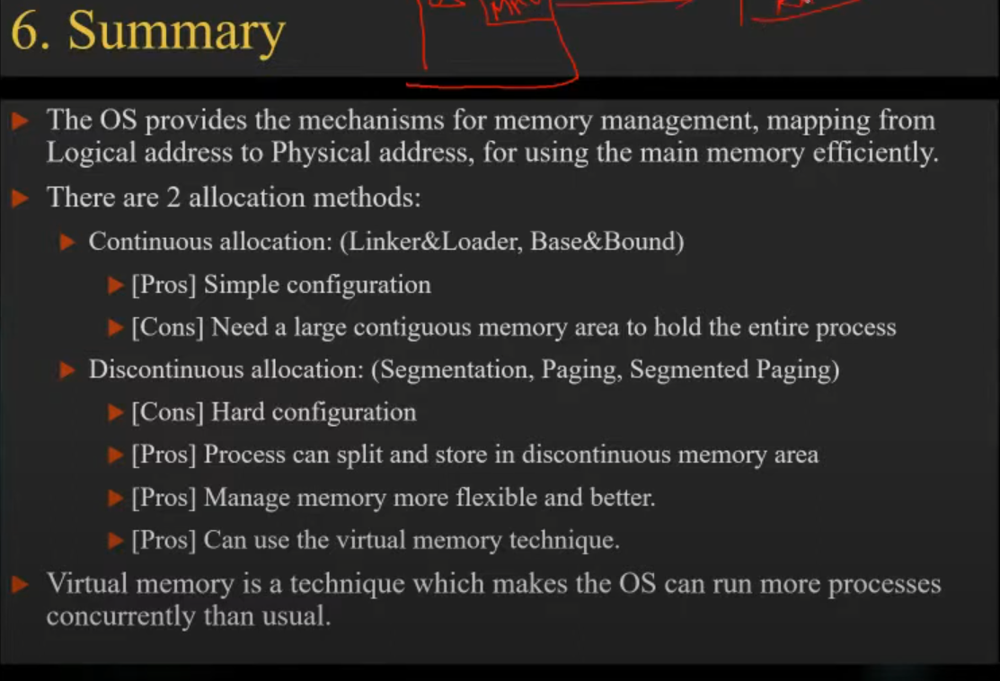 6. Summary
The OS provides the mechanisms for memory management, mapping from
Logical address to Physical address, for using the main memory efficiently.
There are 2 allocation methods:
Continuous allocation: (Linker&Loader, Base&Bound)
[Pros] Simple configuration
[Cons] Need a large contiguous memory area to hold the entire process
Discontinuous allocation: (Segmentation, Paging, Segmented Paging)
[Cons] Hard configuration
[Pros] Process can split and store in discontinuous memory area
[Pros] Manage memory more flexible and better.
[Pros] Can use the virtual memory technique.
Virtual memory is a technique which makes the OS can run more processes
concurrently than usual.